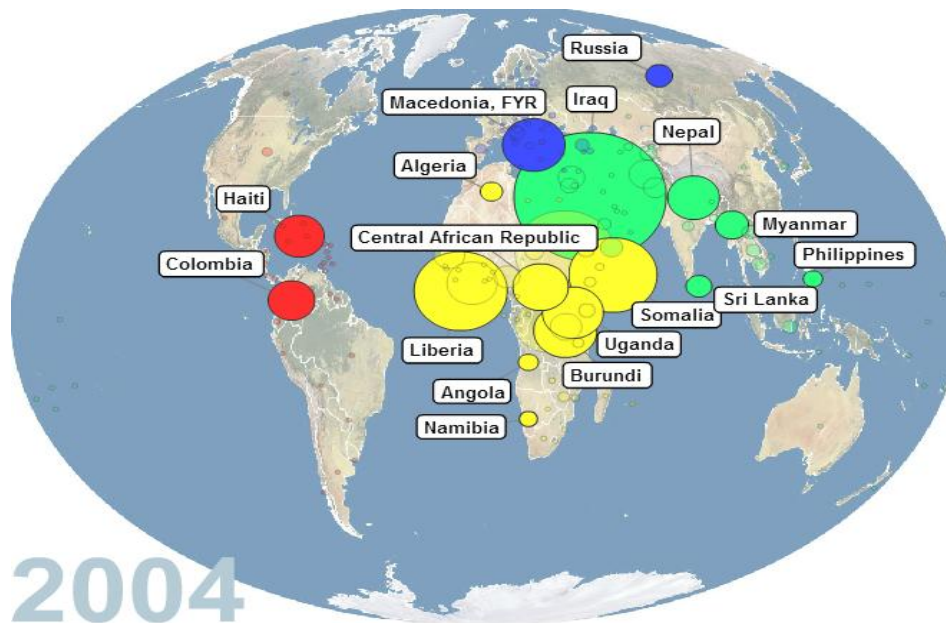 Russia
Macedonia, FYR
Iraq
Nepal
Algeria
Haiti
Central African Republic
Myanmar
Colombia
Philippines
Sri Lanka
Somalia
Liberia
Uganda
Burundi
Angola
Namibia
2004